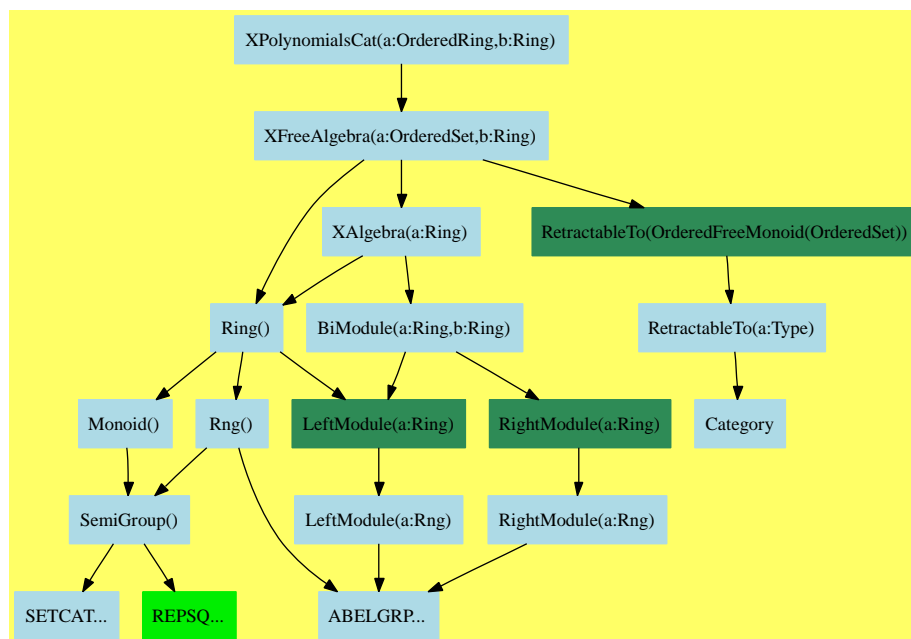 XPolynomialsCat(a:OrderedRing,b:Ring)
XFreeAlgebra(a:OrderedSet,b:Ring)
XAlgebra(a:Ring)
RetractableTo(OrderedFreeMonoid(OrderedSet))
Ring()
BiModule(a:Ring,b:Ring)
RetractableTo(a:Type)
Monoid()
Rng()
LeftModule(a:Ring)
RightModule(a:Ring)
Category
SemiGroup()
LeftModule(a:Rng)
RightModule(a:Rng)
SETCAT...
REPSQ...
ABELGRP...